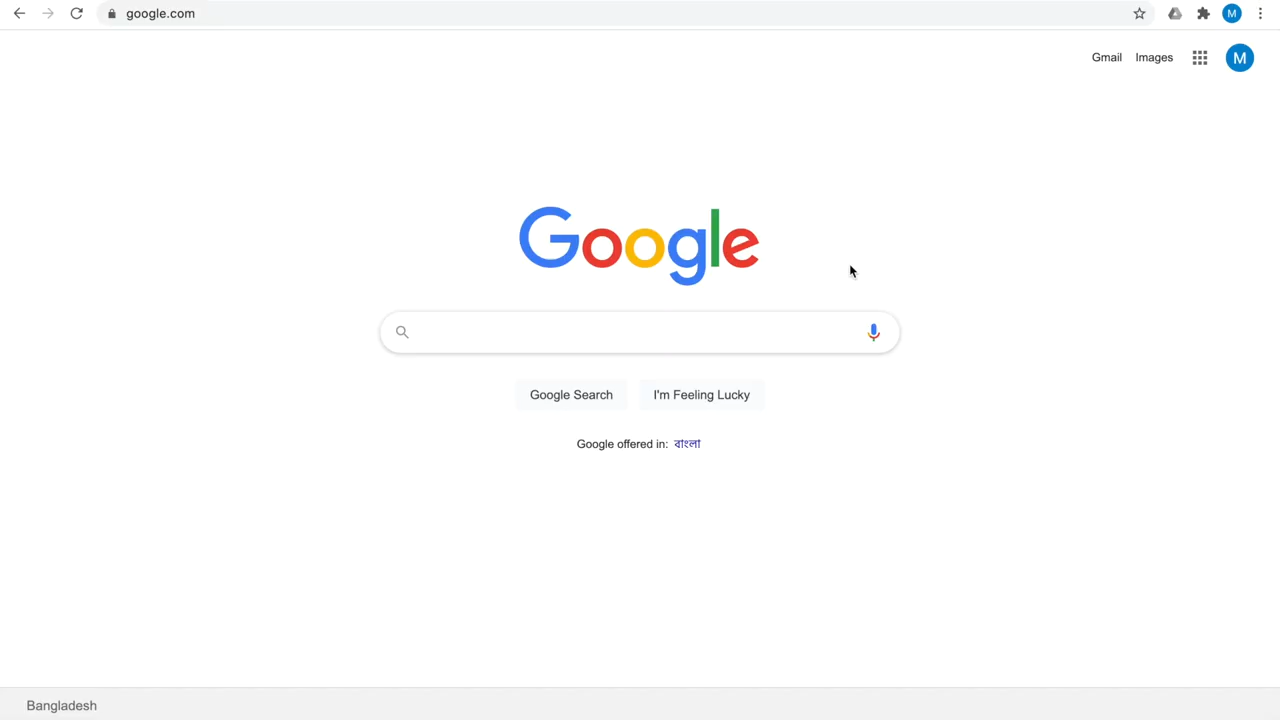 google.com
M
Gmail Images
M
Google
Google Search I'm Feeling Lucky
Google offered in: বাংলা
Bangladesh